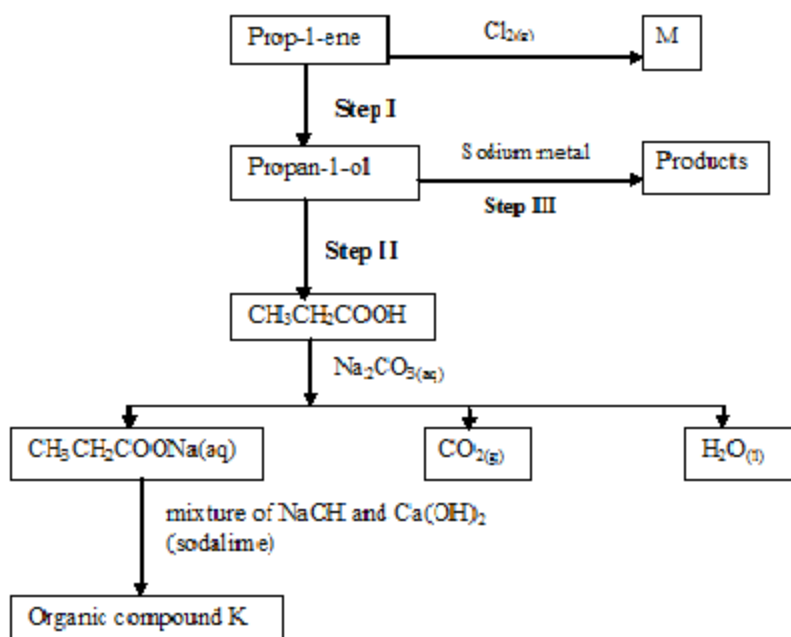 Prop-1-ene
Cl₂₍g₎
M
Step I
Propan-1-ol
Sodium metal
Step III
Products
Step II
CH₃CH₂COOH
Na₂CO₃(aq)
CH₃CH₂COONa(aq)
CO₂(g)
H₂O(l)
mixture of NaCH and Ca(OH)₂
(sodalime)
Organic compound K